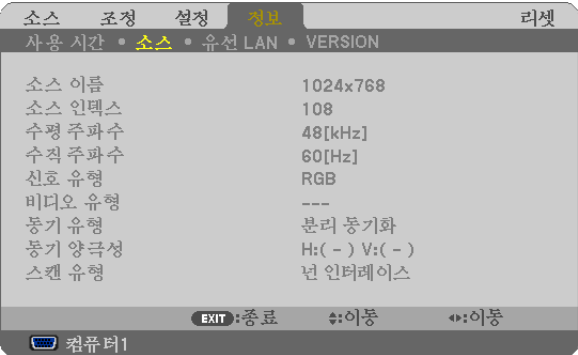 소스 조정 설정 정보 리셋
사용 시간 • 소스 • 유선 LAN • VERSION
소스 이름 1024x768
소스 인덱스 108
수평 주파수 48[kHz]
수직 주파수 60[Hz]
신호 유형 RGB
비디오 유형 ---
동기 유형 분리 동기화
동기 양극성 H:( - ) V:( - )
스캔 유형 넌 인터레이스
EXIT :종료 :이동 :이동
컴퓨터1